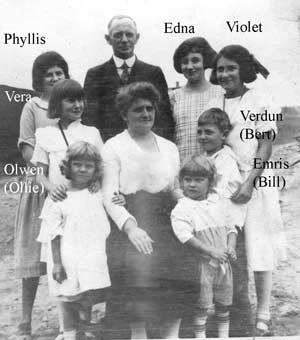 Edna
Violet
Phyllis
Vera
Verdun
(Bert)
Olwen
(Ollie)
Emris
(Bill)